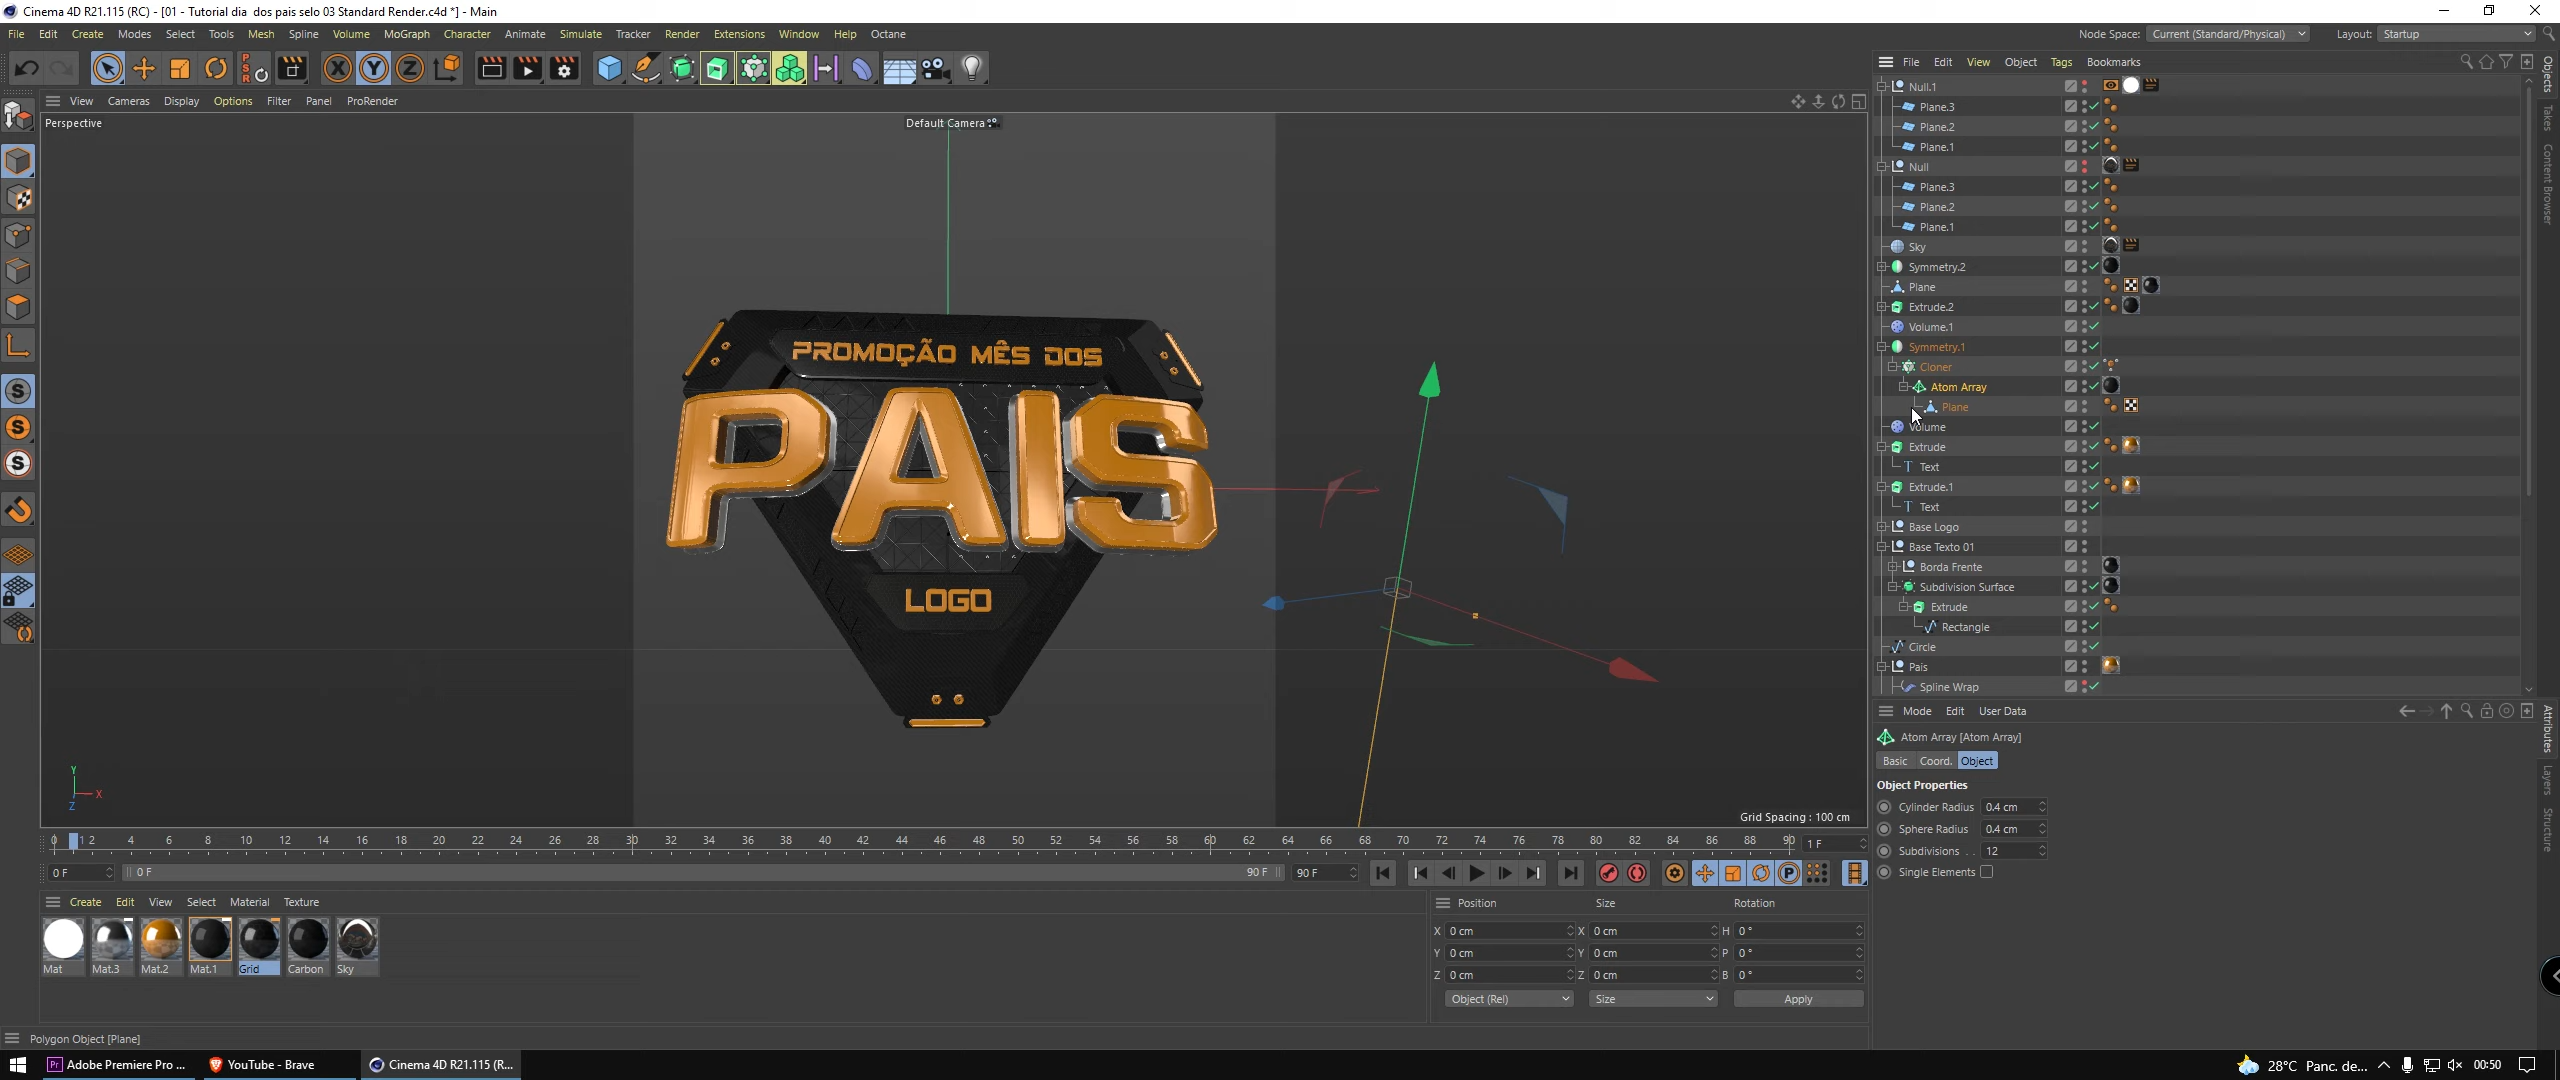 Cinema 4D R21.115 (RC) - [01 - Tutorial dia  dos pais selo 03 Standard Render.c4d *] - Main
File Edit Create Modes Select Tools Mesh Spline Volume MoGraph Character Animate Simulate Tracker Render Extensions Window Help Octane
Node Space: Current (Standard/Physical) Layout: Startup
X Y Z
PSR
File Edit View Object Tags Bookmarks
View Cameras Display Options Filter Panel ProRender
Perspective
Default Camera
PROMOÇÃO MÊS DOS
PAIS
LOGO
Y
X
Z
Grid Spacing : 100 cm
Null.1
Plane.3
Plane.2
Plane.1
Null
Plane.3
Plane.2
Plane.1
Sky
Symmetry.2
Plane
Extrude.2
Volume.1
Symmetry.1
Cloner
Atom Array
Plane
Volume
Extrude
Text
Extrude.1
Text
Base Logo
Base Texto 01
Borda Frente
Subdivision Surface
Extrude
Rectangle
Circle
Pais
Spline Wrap
Objects
Takes
Content Browser
Mode Edit User Data
Atom Array [Atom Array]
Basic Coord. Object
Object Properties
Cylinder Radius 0.4 cm
Sphere Radius 0.4 cm
Subdivisions . . 12
Single Elements
Attributes
Layers
Structure
0 1 2 4 6 8 10 12 14 16 18 20 22 24 26 28 30 32 34 36 38 40 42 44 46 48 50 52 54 56 58 60 62 64 66 68 70 72 74 76 78 80 82 84 86 88 90 1 F
0 F 0 F 90 F 90 F
Create Edit View Select Material Texture
Mat Mat.3 Mat.2 Mat.1 Grid Carbon Sky
Position Size Rotation
X 0 cm X 0 cm H 0 °
Y 0 cm Y 0 cm P 0 °
Z 0 cm Z 0 cm B 0 °
Object (Rel) Size Apply
Polygon Object [Plane]
Adobe Premiere Pro ... YouTube - Brave Cinema 4D R21.115 (R...
28°C Panc. de... 00:50